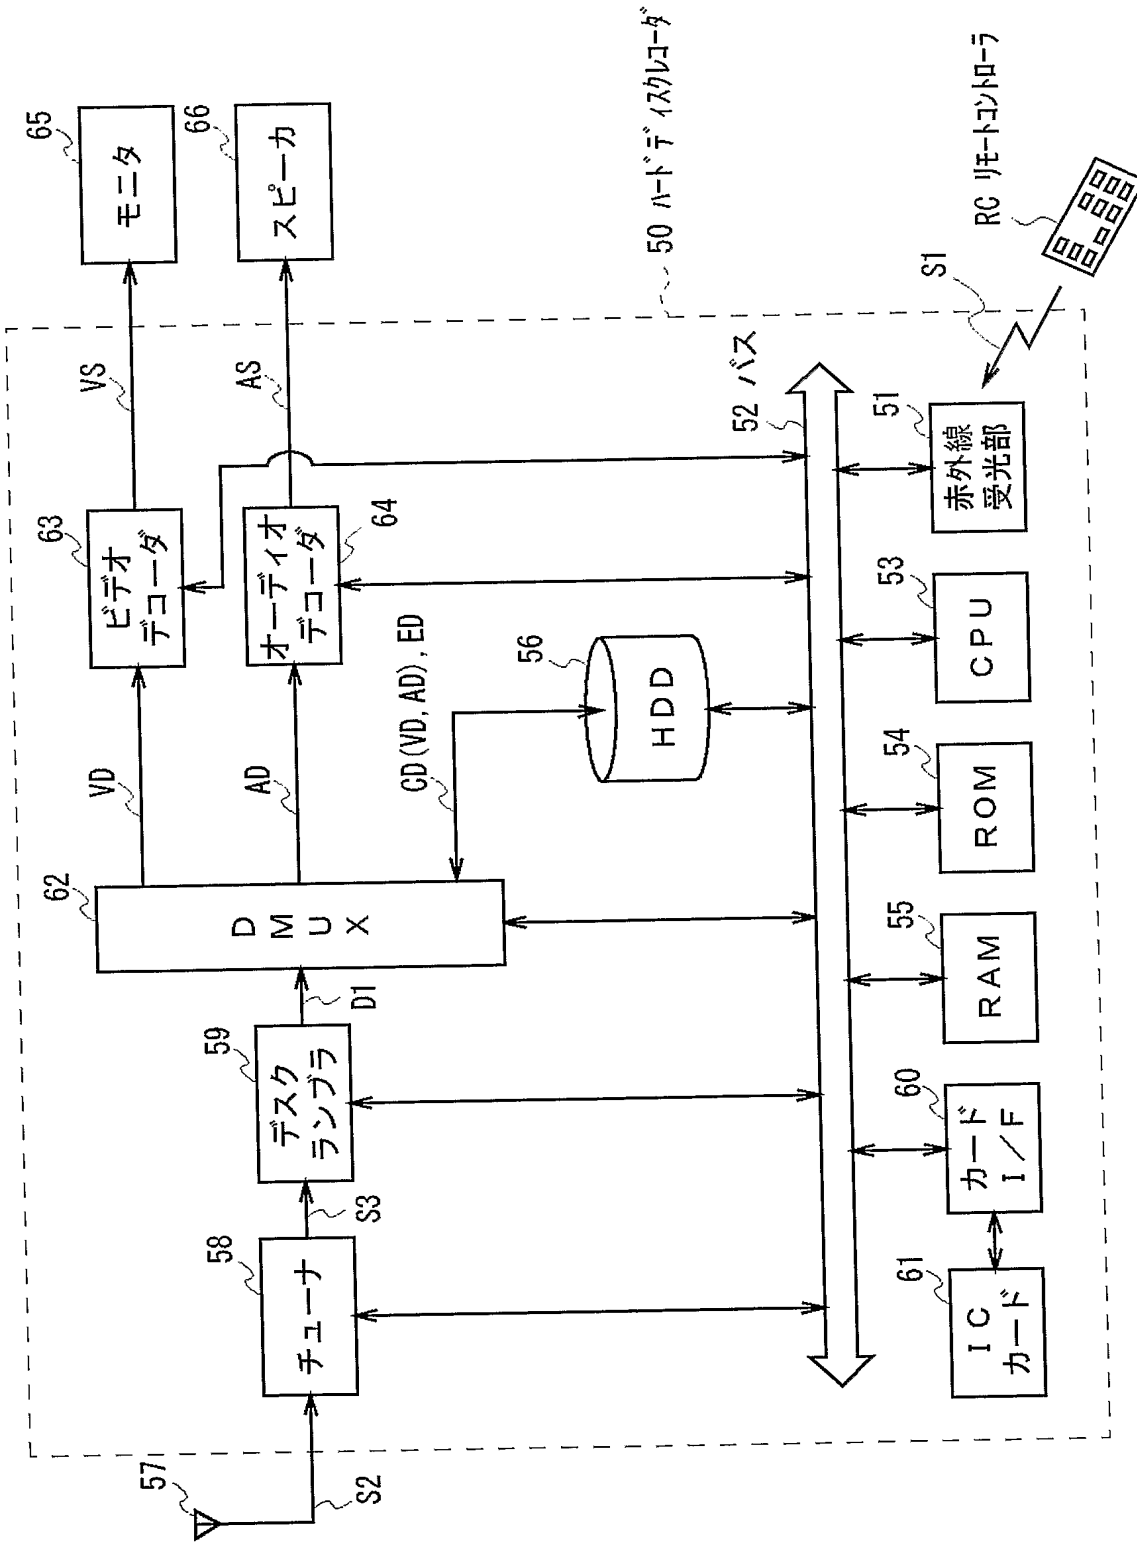 50 ハードディスクレコーダ
57
S2
58
チューナ
S3
59
デスク
ランブラ
D1
62
DMUX
VD
AD
63
ビデオ
デコーダ
64
オーディオ
デコーダ
VS
AS
65
モニタ
66
スピーカ
CD(VD, AD), ED
56
HDD
52 バス
61
IC
カード
60
カード
I/F
55
RAM
54
ROM
53
CPU
51
赤外線
受光部
S1
RC リモートコントローラ